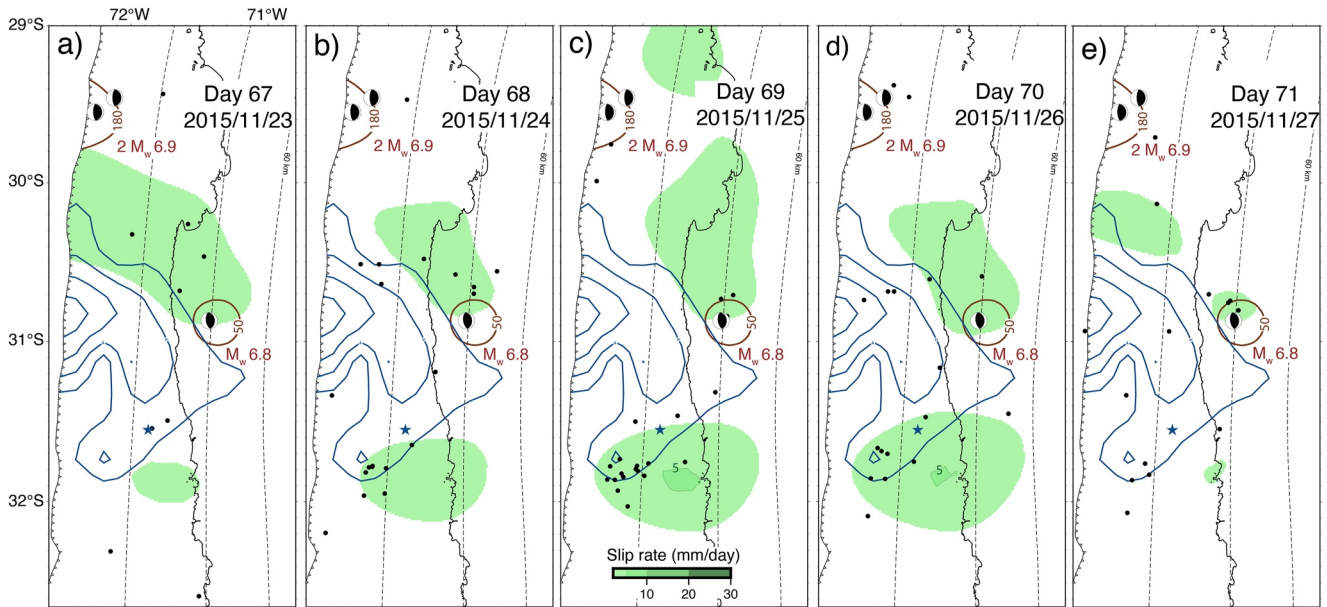 72°W 71°W
29°S
30°S
31°S
32°S
a)
Day 67
2015/11/23
180
2 Mw 6.9
60 km
50
Mw 6.8
b)
Day 68
2015/11/24
180
2 Mw 6.9
60 km
50
Mw 6.8
c)
Day 69
2015/11/25
180
2 Mw 6.9
60 km
50
Mw 6.8
5
Slip rate (mm/day)
10 20 30
d)
Day 70
2015/11/26
180
2 Mw 6.9
60 km
50
Mw 6.8
5
e)
Day 71
2015/11/27
180
2 Mw 6.9
60 km
50
Mw 6.8